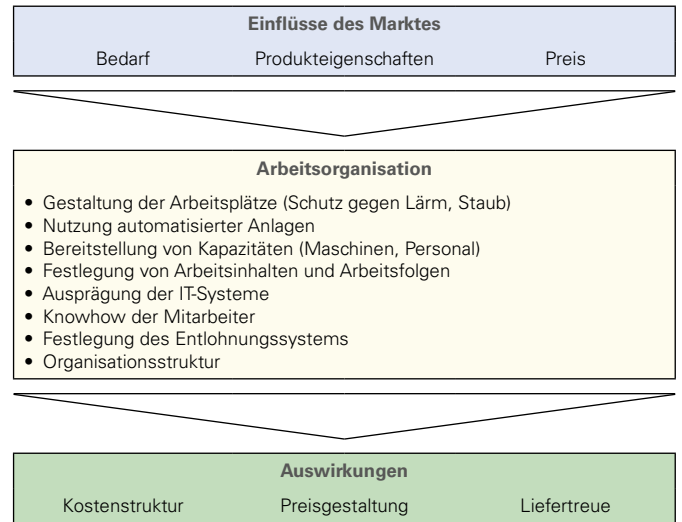 Einflüsse des Marktes
Bedarf Produkteigenschaften Preis
Arbeitsorganisation
• Gestaltung der Arbeitsplätze (Schutz gegen Lärm, Staub)
• Nutzung automatisierter Anlagen
• Bereitstellung von Kapazitäten (Maschinen, Personal)
• Festlegung von Arbeitsinhalten und Arbeitsfolgen
• Ausprägung der IT-Systeme
• Knowhow der Mitarbeiter
• Festlegung des Entlohnungssystems
• Organisationsstruktur
Auswirkungen
Kostenstruktur Preisgestaltung Liefertreue